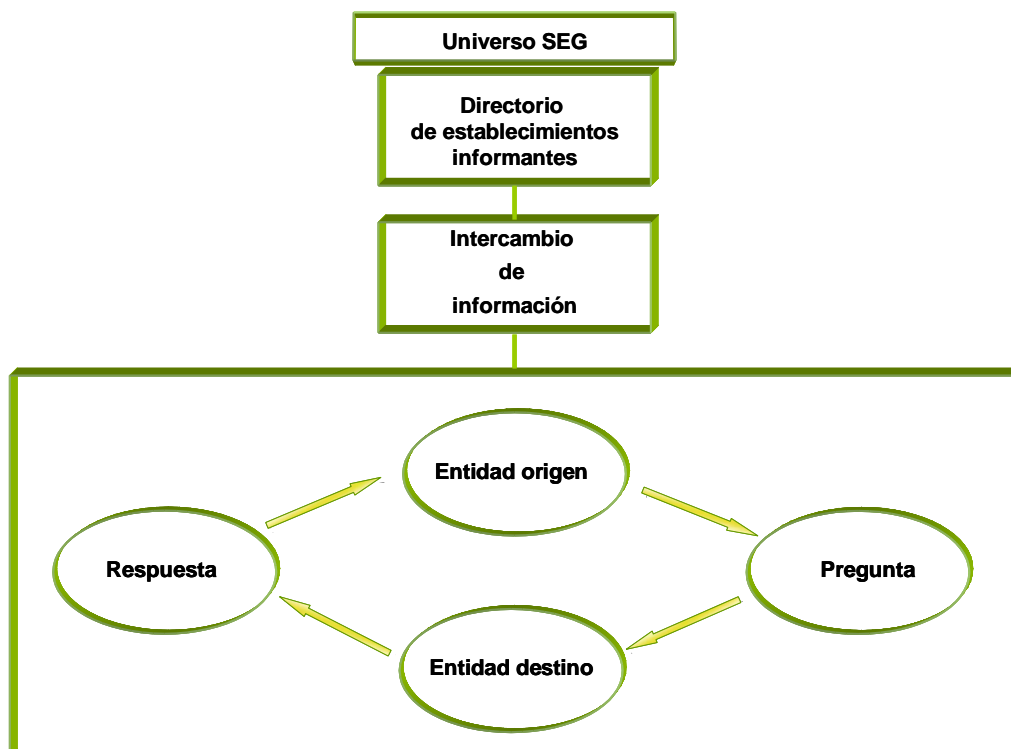 Universo SEG
Directorio
de establecimientos
informantes
Intercambio
de
información
Entidad origen
Respuesta
Pregunta
Entidad destino